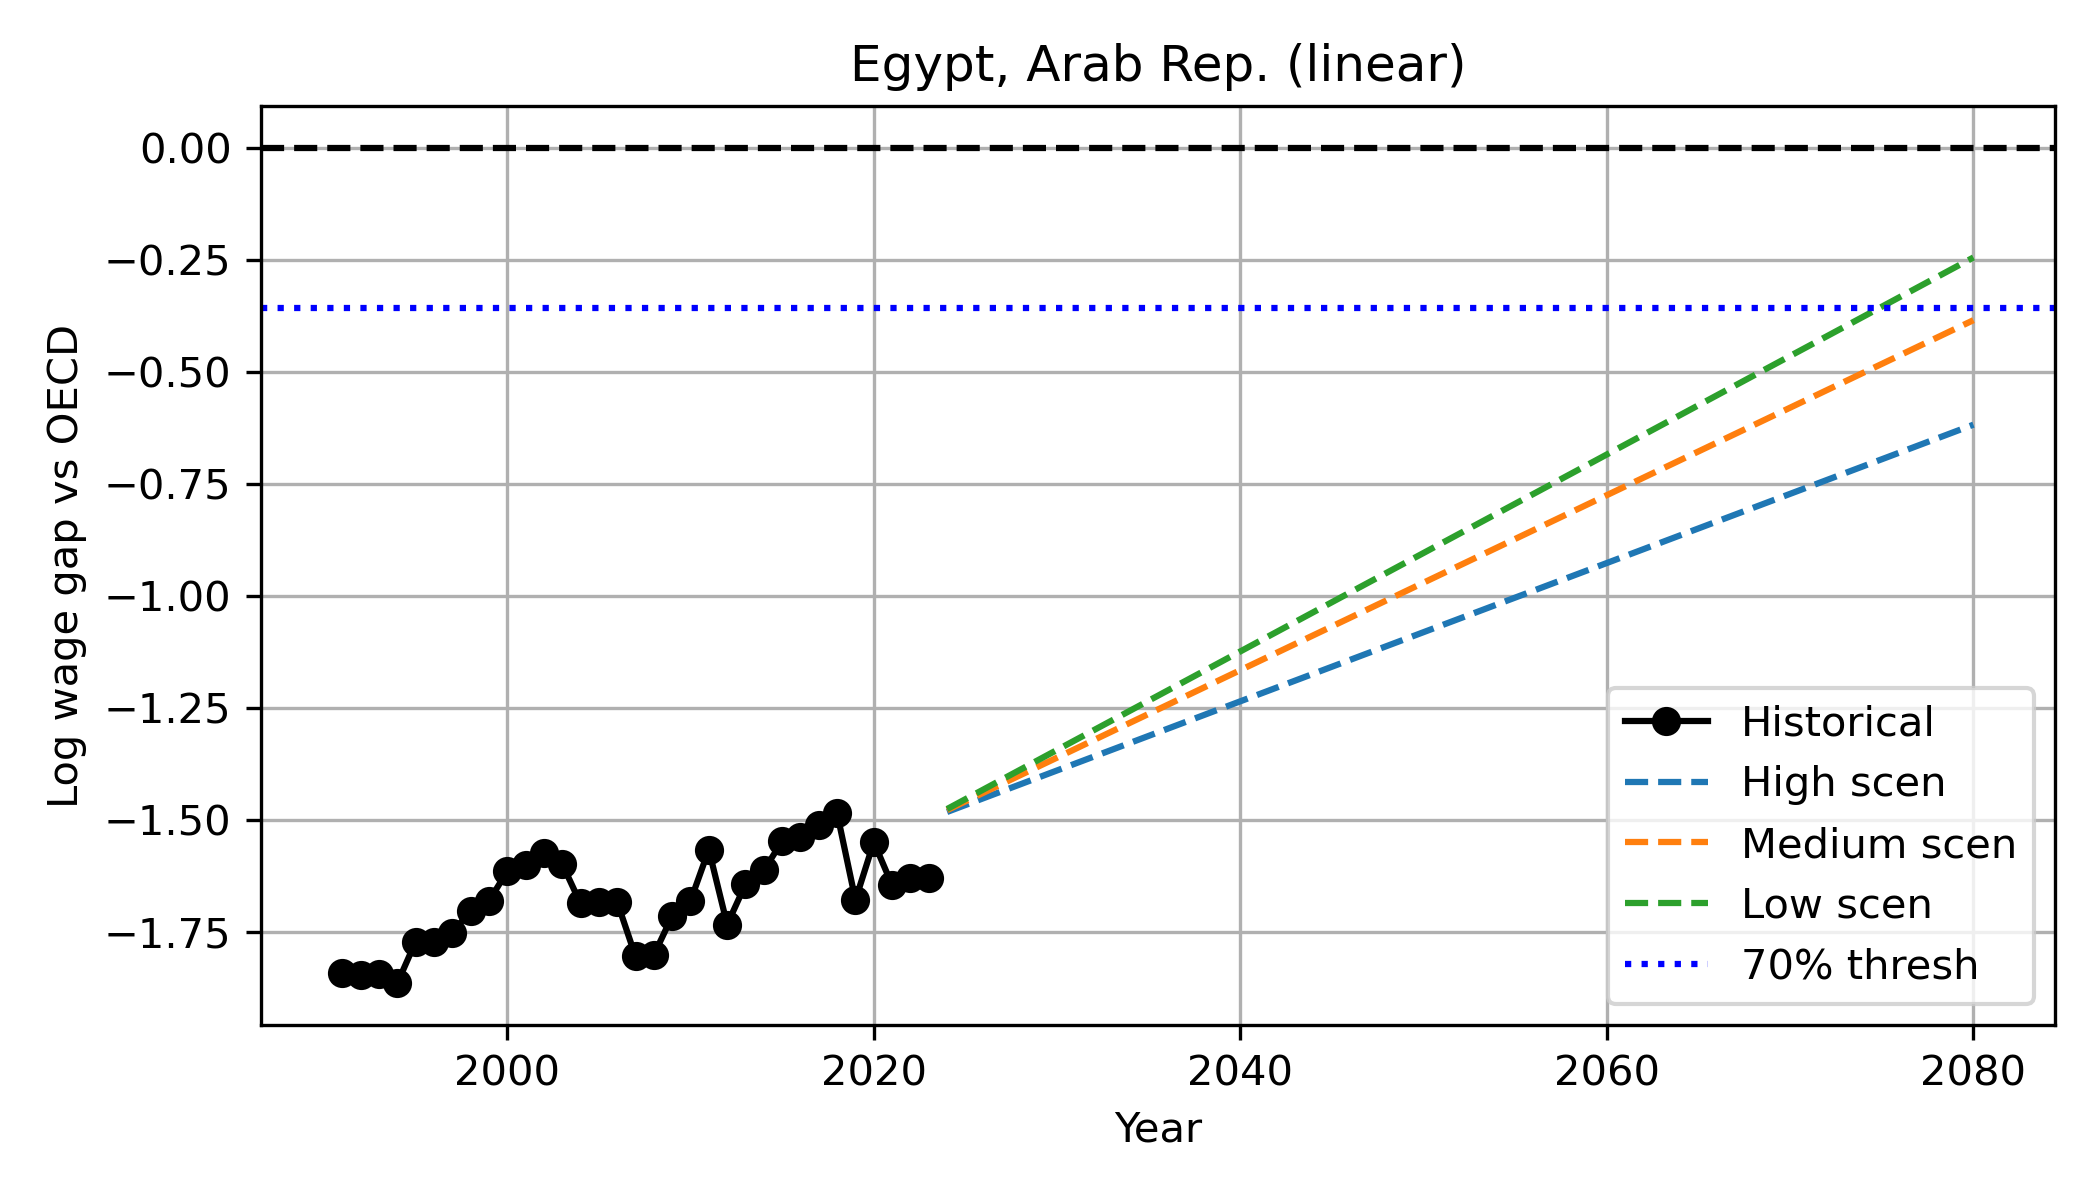 Egypt, Arab Rep. (linear)
Log wage gap vs OECD
0.00
−0.25
−0.50
−0.75
−1.00
−1.25
−1.50
−1.75
Historical
High scen
Medium scen
Low scen
70% thresh
2000 2020 2040 2060 2080
Year